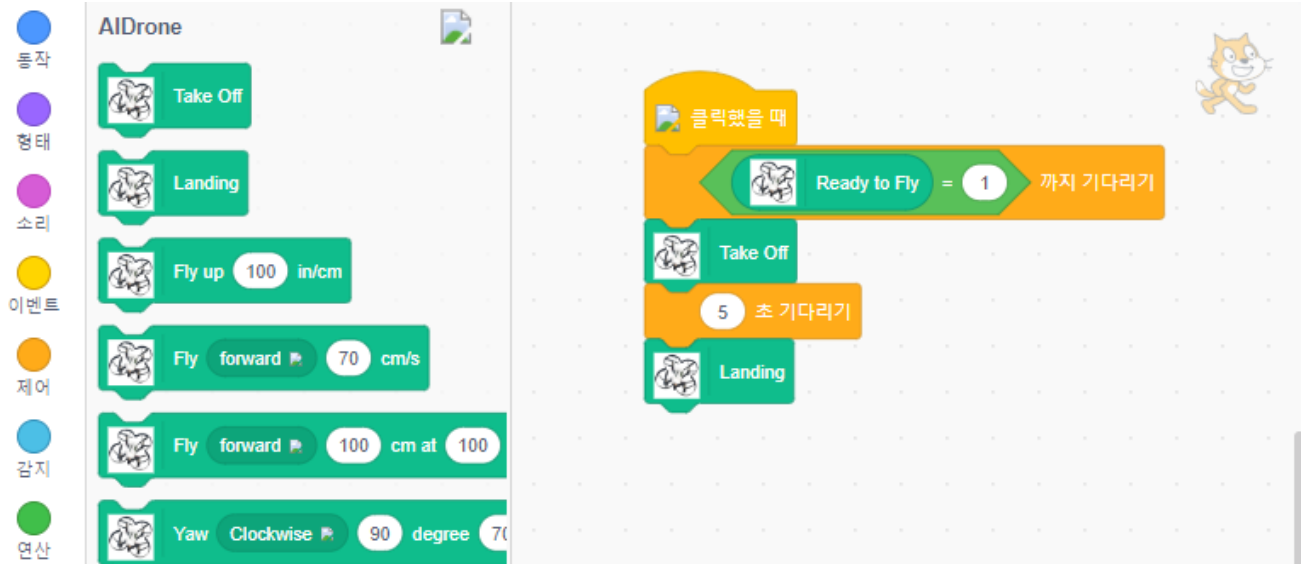 AIDrone
동작
형태
소리
이벤트
제어
감지
연산
Take Off
Landing
Fly up 100 in/cm
Fly forward 70 cm/s
Fly forward 100 cm at 100
Yaw Clockwise 90 degree 70
클릭했을 때
Ready to Fly = 1 까지 기다리기
Take Off
5 초 기다리기
Landing